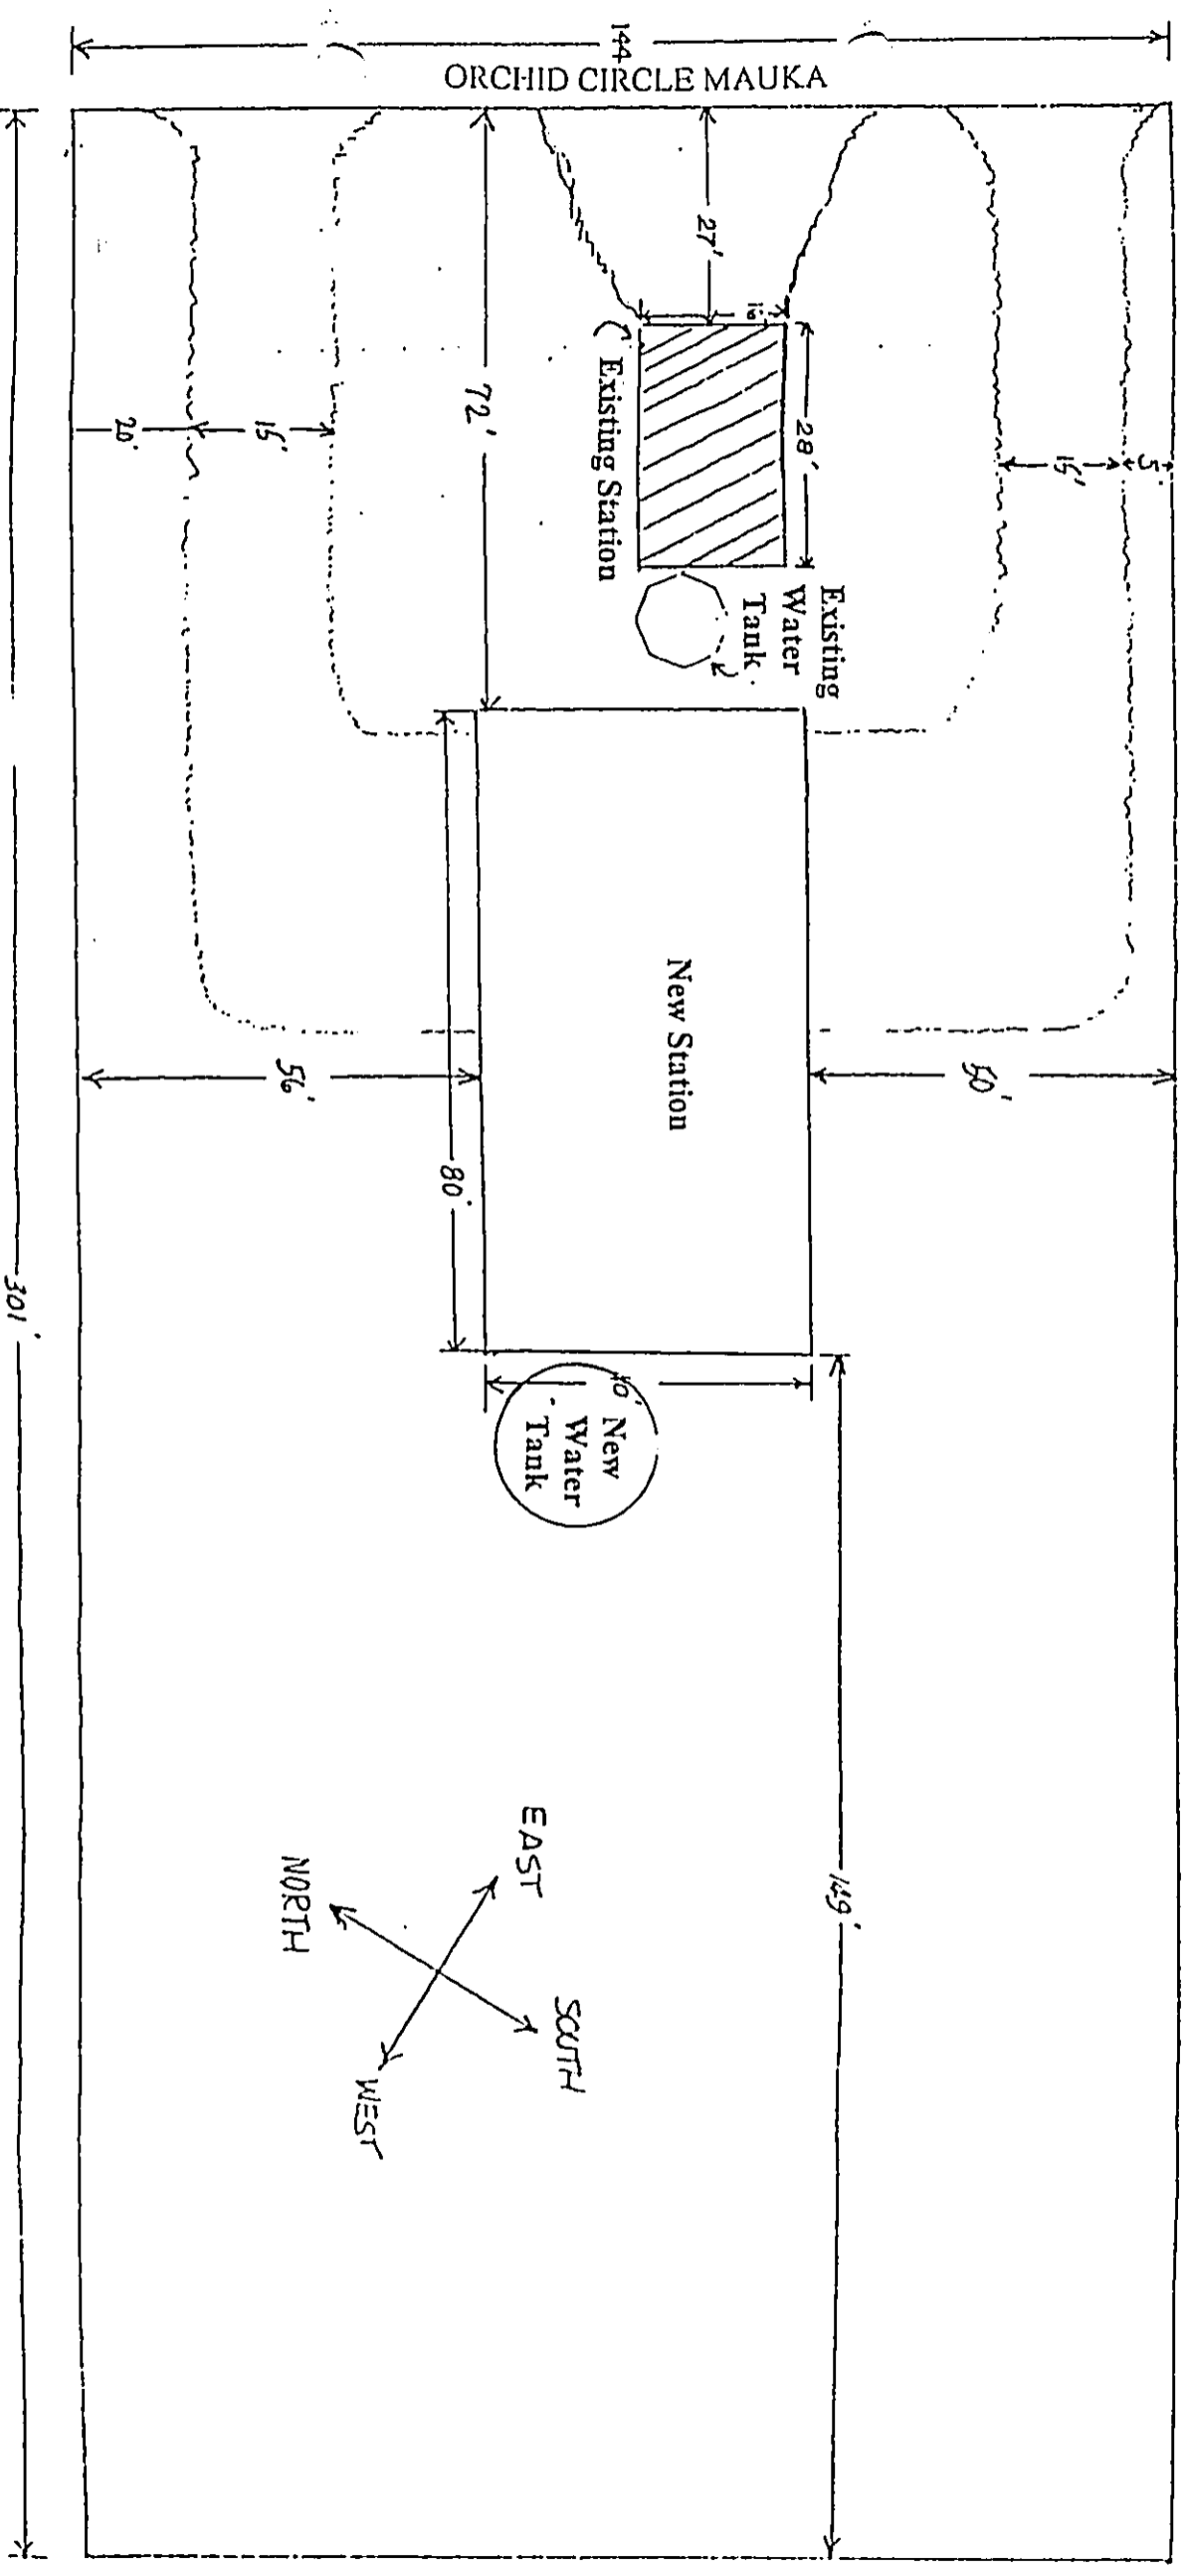 144
ORCHID CIRCLE MAUKA
27'
72'
28'
Existing Station
Existing
Water
Tank
20'
15'
15'
5'
New Station
56'
50'
80'
40'
New
Water
Tank
149'
301'
EAST
NORTH
SOUTH
WEST